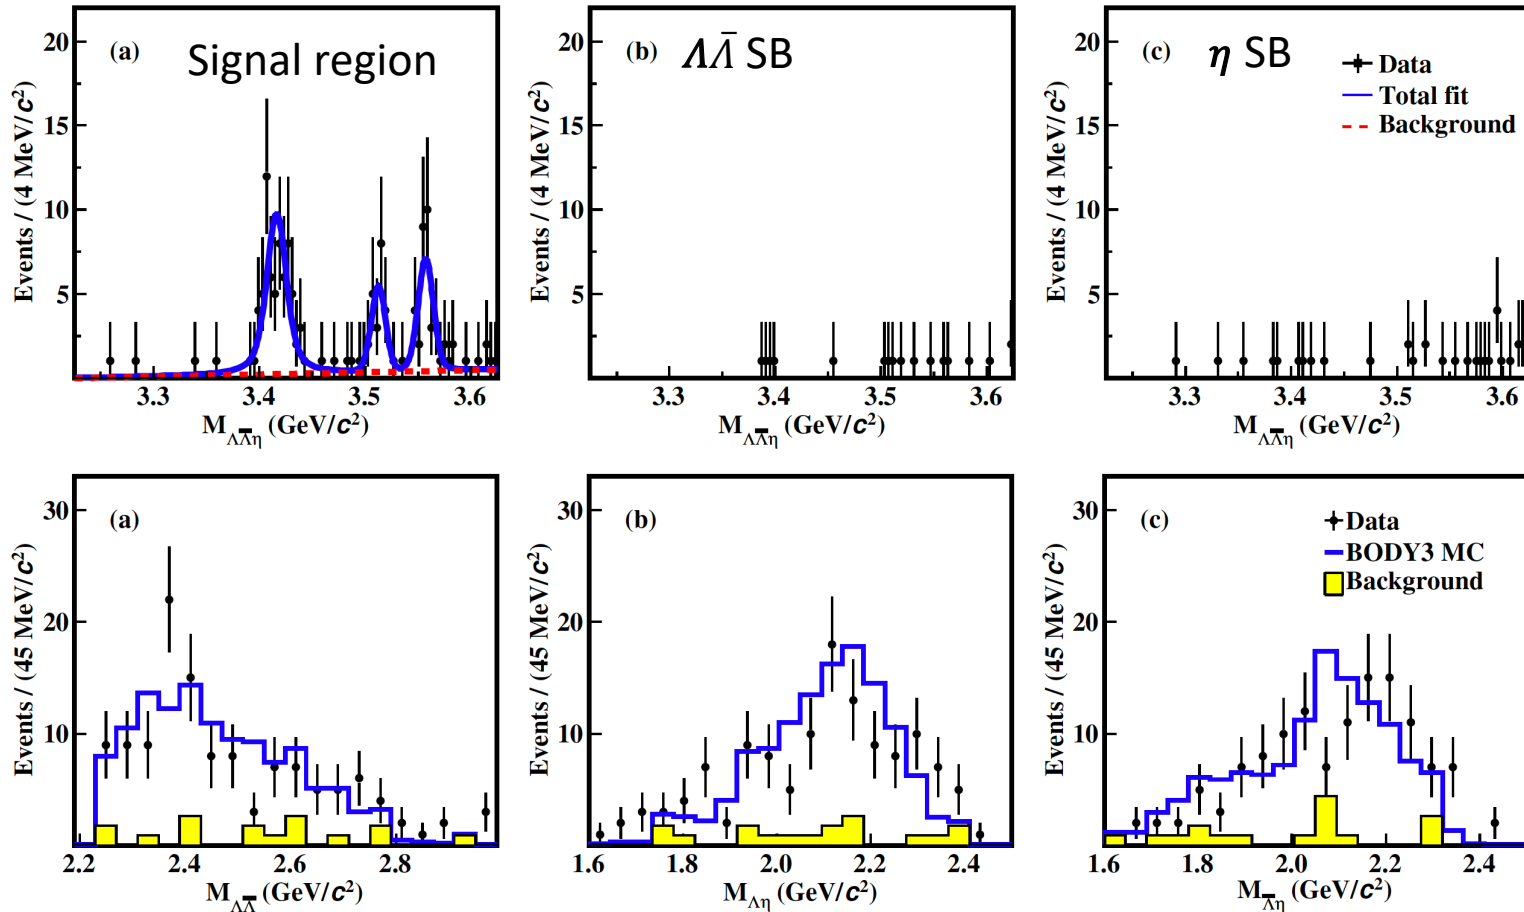 (a) Signal region
20
15
10
5
Events / (4 MeV/c²)
3.3 3.4 3.5 3.6
M_ΛΛ̄η (GeV/c²)
(b) ΛΛ̄ SB
20
15
10
5
Events / (4 MeV/c²)
3.3 3.4 3.5 3.6
M_ΛΛ̄η (GeV/c²)
(c) η SB
Data
Total fit
Background
20
15
10
5
Events / (4 MeV/c²)
3.3 3.4 3.5 3.6
M_ΛΛ̄η (GeV/c²)
(a)
30
20
10
Events / (45 MeV/c²)
2.2 2.4 2.6 2.8
M_ΛΛ̄ (GeV/c²)
(b)
30
20
10
Events / (45 MeV/c²)
1.6 1.8 2.0 2.2 2.4
M_Λη (GeV/c²)
(c)
Data
BODY3 MC
Background
30
20
10
Events / (45 MeV/c²)
1.6 1.8 2.0 2.2 2.4
M_Λ̄η (GeV/c²)